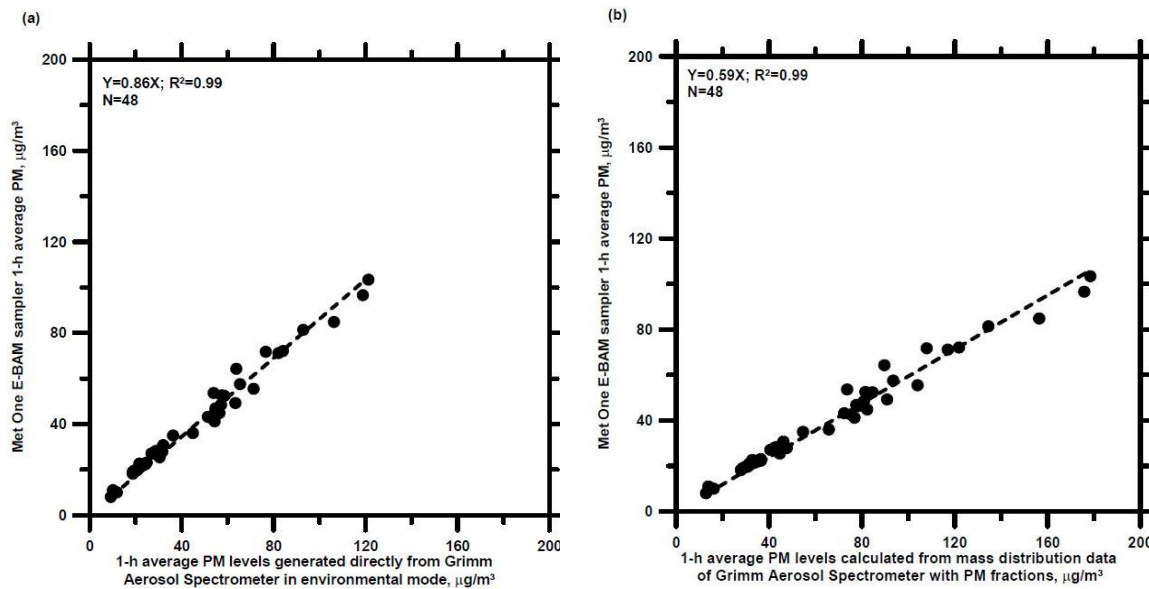 (a)
Y=0.86X; R²=0.99
N=48
200
160
120
80
40
0
Met One E-BAM sampler 1-h average PM, µg/m³
0 40 80 120 160 200
1-h average PM levels generated directly from Grimm
Aerosol Spectrometer in environmental mode, µg/m³
(b)
Y=0.59X; R²=0.99
N=48
200
160
120
80
40
0
Met One E-BAM sampler 1-h average PM, µg/m³
0 40 80 120 160 200
1-h average PM levels calculated from mass distribution data
of Grimm Aerosol Spectrometer with PM fractions, µg/m³